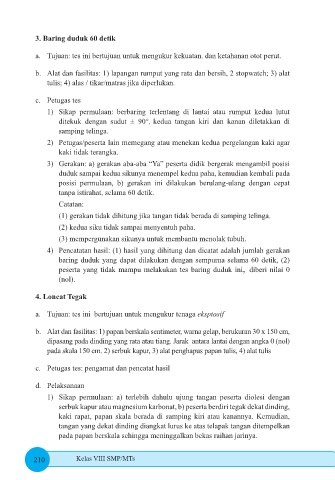 3. Baring duduk 60 detik
a. Tujuan: tes ini bertujuan untuk mengukur kekuatan. dan ketahanan otot perut.
b. Alat dan fasilitas: 1) lapangan rumput yang rata dan bersih, 2 stopwatch; 3) alat
tulis; 4) alas / tikar/matras jika diperlukan.
c. Petugas tes
1) Sikap permulaan: berbaring terlentang di lantai atau rumput kedua lutut
ditekuk dengan sudut ± 90°, kedua tangan kiri dan kanan diletakkan di
samping telinga.
2) Petugas/peserta lain memegang atau menekan kedua pergelangan kaki agar
kaki tidak terangka.
3) Gerakan: a) gerakan aba-aba “Ya” peserta didik bergerak mengambil posisi
duduk sampai kedua sikunya menempel kedua paha, kemudian kembali pada
posisi permulaan, b) gerakan ini dilakukan berulang-ulang dengan cepat
tanpa istirahat, selama 60 detik.
Catatan:
(1) gerakan tidak dihitung jika tangan tidak berada di samping telinga.
(2) kedua siku tidak sampai menyentuh paha.
(3) mempergunakan sikunya untuk membantu menolak tubuh.
4) Pencatatan hasil: (1) hasil yang dihitung dan dicatat adalah jumlah gerakan
baring duduk yang dapat dilakukan dengan sempurna selama 60 detik, (2)
peserta yang tidak mampu melakukan tes baring duduk ini, diberi nilai 0
(nol).
4. Loncat Tegak
a. Tujuan: tes ini bertujuan untuk mengukur tenaga eksplosif
b. Alat dan fasilitas: 1) papan berskala sentimeter, warna gelap, berukuran 30 x 150 cm,
dipasang pada dinding yang rata atau tiang. Jarak antara lantai dengan angka 0 (nol)
pada skala 150 cm. 2) serbuk kapur, 3) alat penghapus papan tulis, 4) alat tulis
c. Petugas tes: pengamat dan pencatat hasil
d. Pelaksanaan
1) Sikap permulaan: a) terlebih dahulu ujung tangan peserta diolesi dengan
serbuk kapur atau magnesium karbonat, b) peserta berdiri tegak dekat dinding,
kaki rapat, papan skala berada di samping kiri atau kanannya. Kemudian,
tangan yang dekat dinding diangkat lurus ke atas telapak tangan ditempelkan
pada papan berskala sehingga meninggalkan bekas raihan jarinya.
210 Kelas VIII SMP/MTs